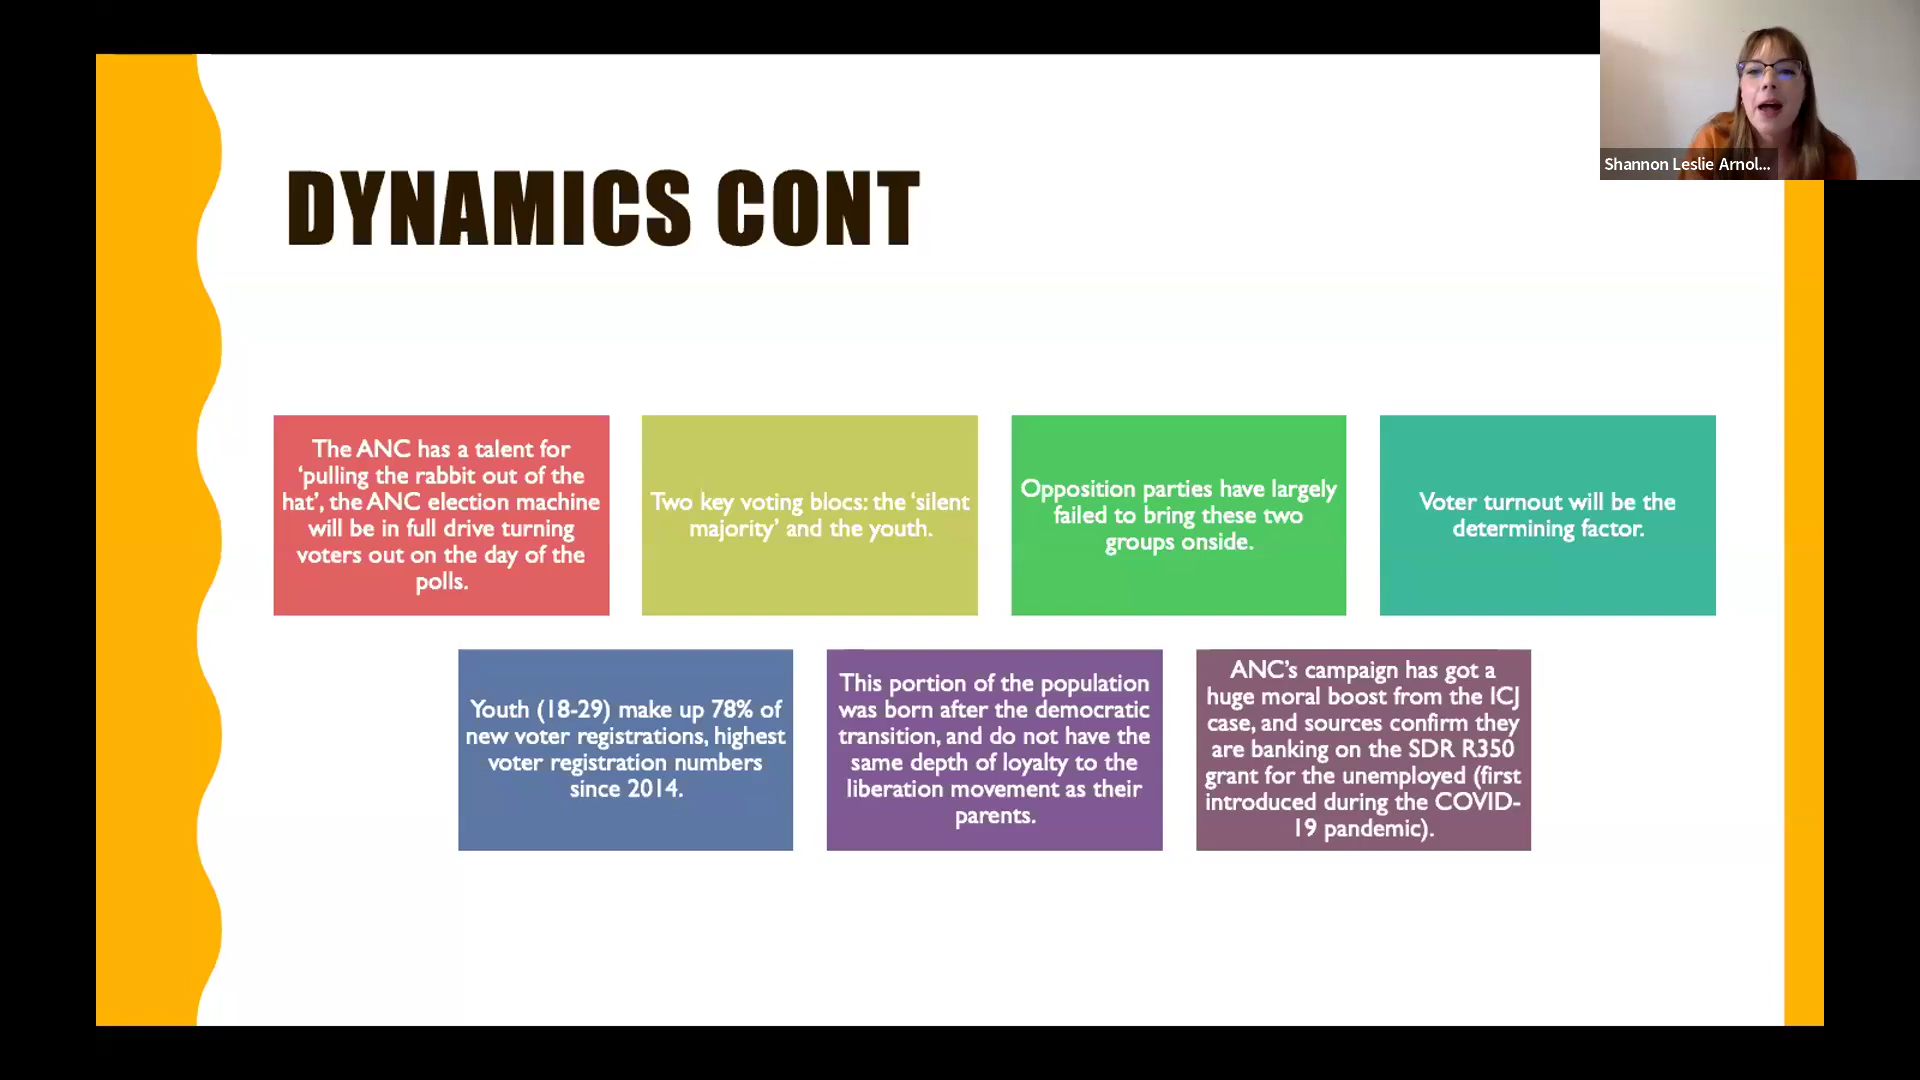 DYNAMICS CONT
Shannon Leslie Arnol...
The ANC has a talent for
‘pulling the rabbit out of the
hat’, the ANC election machine
will be in full drive turning
voters out on the day of the
polls.
Two key voting blocs: the ‘silent
majority’ and the youth.
Opposition parties have largely
failed to bring these two
groups onside.
Voter turnout will be the
determining factor.
Youth (18-29) make up 78% of
new voter registrations, highest
voter registration numbers
since 2014.
This portion of the population
was born after the democratic
transition, and do not have the
same depth of loyalty to the
liberation movement as their
parents.
ANC’s campaign has got a
huge moral boost from the ICJ
case, and sources confirm they
are banking on the SDR R350
grant for the unemployed (first
introduced during the COVID-
19 pandemic).